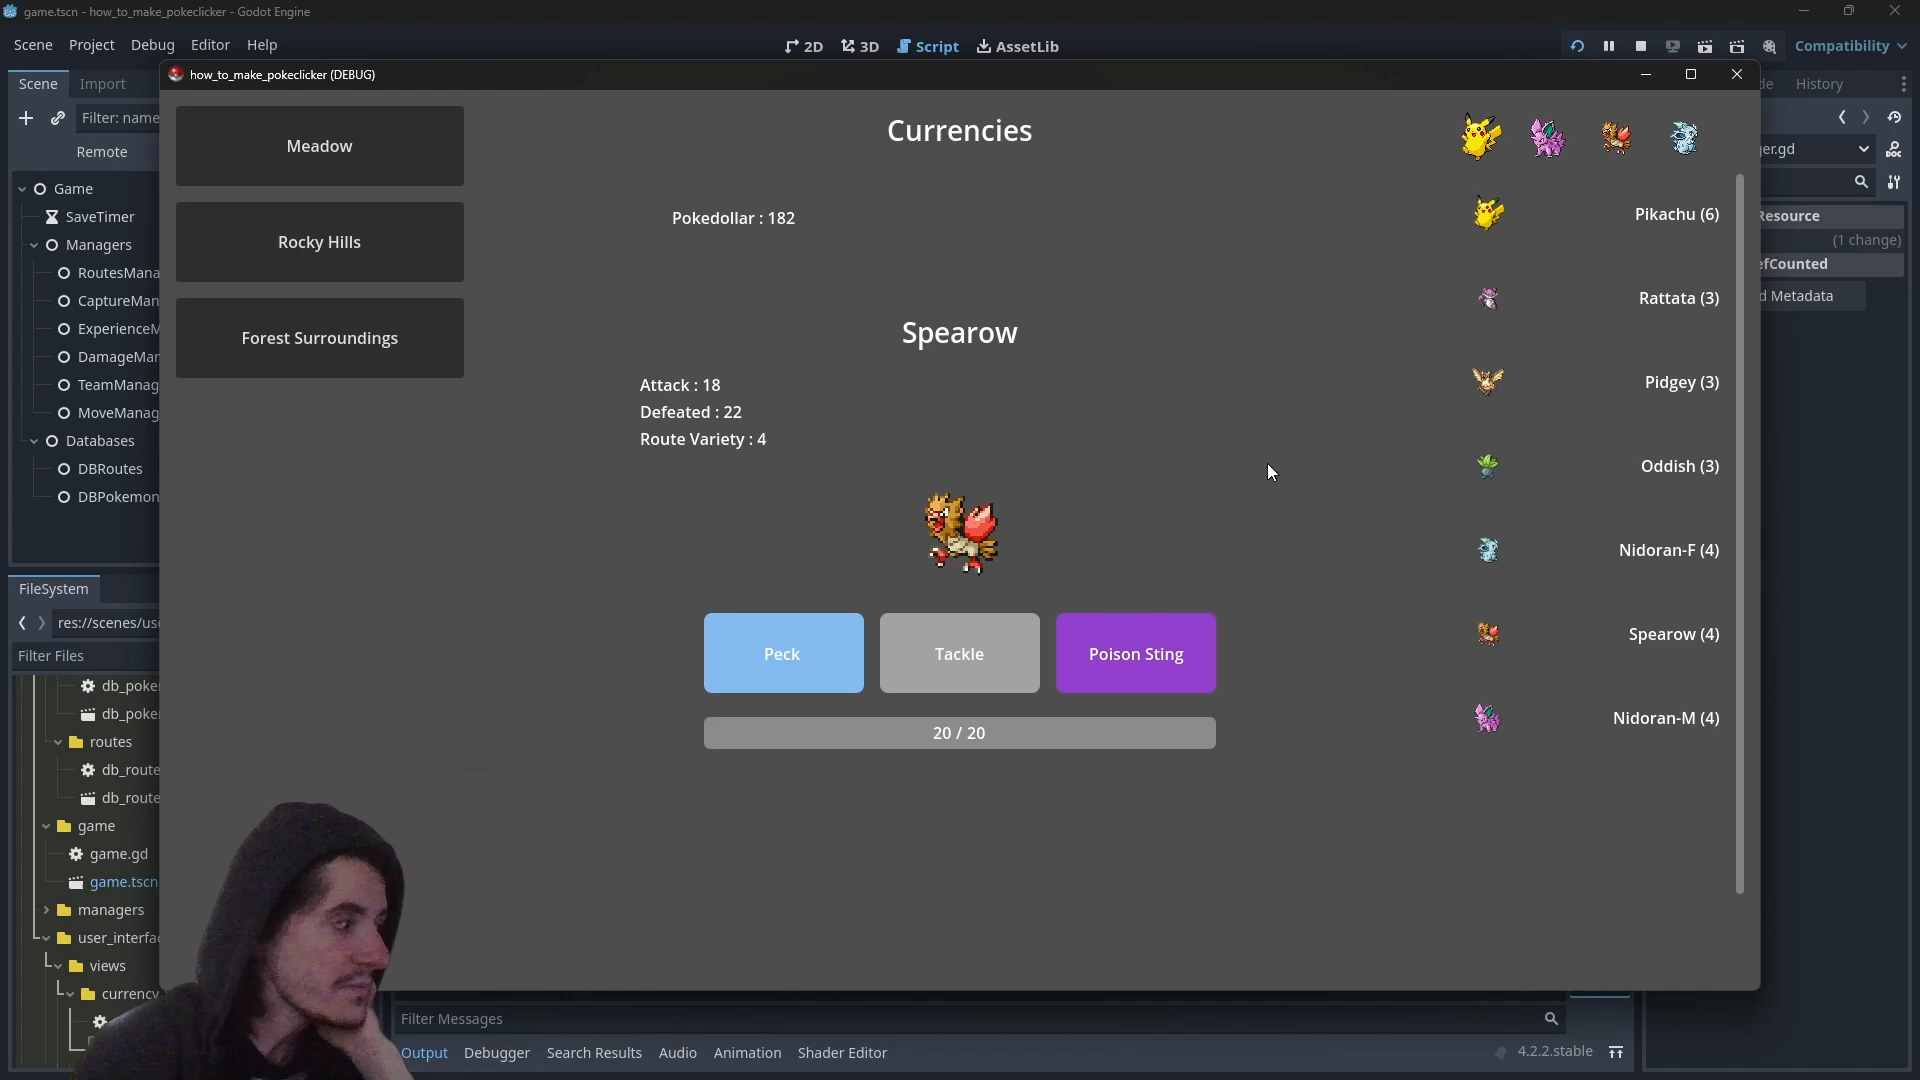 game.tscn - how_to_make_pokeclicker - Godot Engine
Scene Project Debug Editor Help
2D 3D Script AssetLib
Compatibility
Scene Import
how_to_make_pokeclicker (DEBUG)
History
Filter: name
Remote
Game
SaveTimer
Managers
RoutesMana
CaptureMan
ExperienceM
DamageMar
TeamManag
MoveManag
Databases
DBRoutes
DBPokemon
FileSystem
res://scenes/us
Filter Files
db_poke
db_poke
routes
db_route
db_route
game
game.gd
game.tscn
managers
user_interfa
views
currency
Meadow
Rocky Hills
Forest Surroundings
Currencies
Pokedollar : 182
Spearow
Attack : 18
Defeated : 22
Route Variety : 4
Peck Tackle Poison Sting
20 / 20
Pikachu (6)
Rattata (3)
Pidgey (3)
Oddish (3)
Nidoran-F (4)
Spearow (4)
Nidoran-M (4)
er.gd
Resource
(1 change)
efCounted
d Metadata
Filter Messages
Output Debugger Search Results Audio Animation Shader Editor
4.2.2.stable